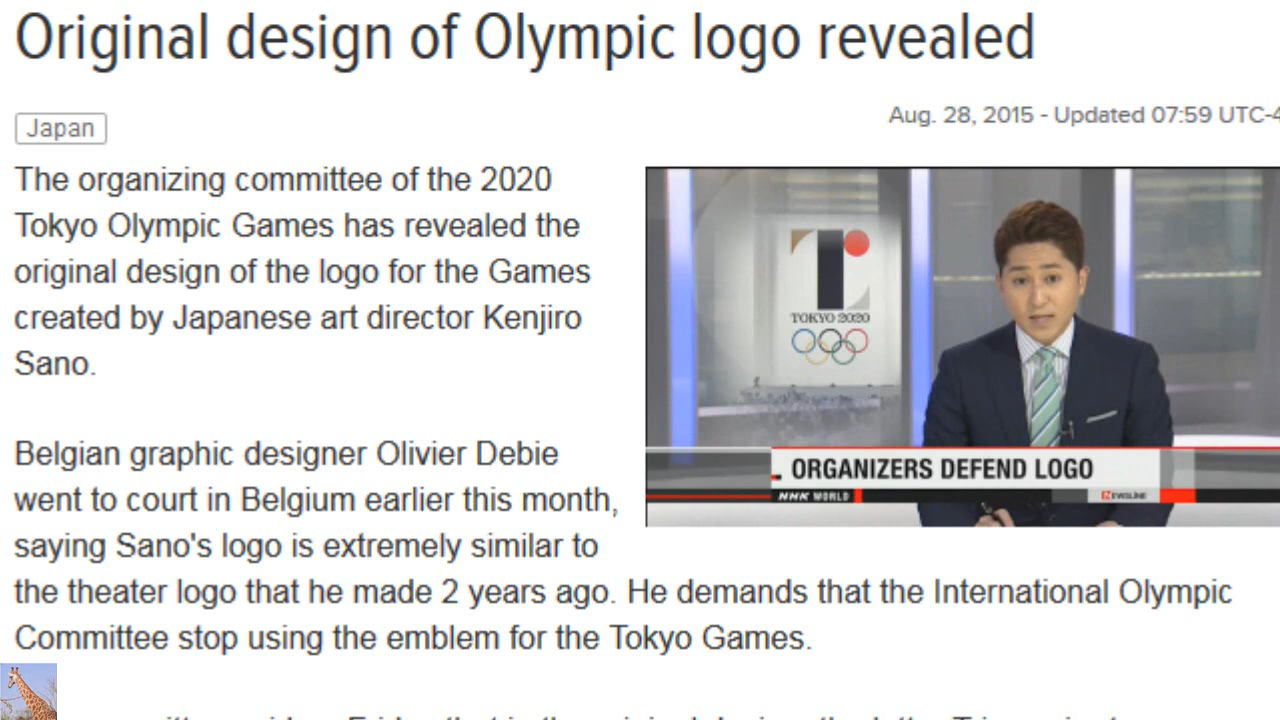 Original design of Olympic logo revealed
Japan
Aug. 28, 2015 - Updated 07:59 UTC-4
The organizing committee of the 2020
Tokyo Olympic Games has revealed the
original design of the logo for the Games
created by Japanese art director Kenjiro
Sano.
TOKYO 2020
ORGANIZERS DEFEND LOGO
NHK WORLD
NEWSLINE
Belgian graphic designer Olivier Debie
went to court in Belgium earlier this month,
saying Sano's logo is extremely similar to
the theater logo that he made 2 years ago. He demands that the International Olympic
Committee stop using the emblem for the Tokyo Games.